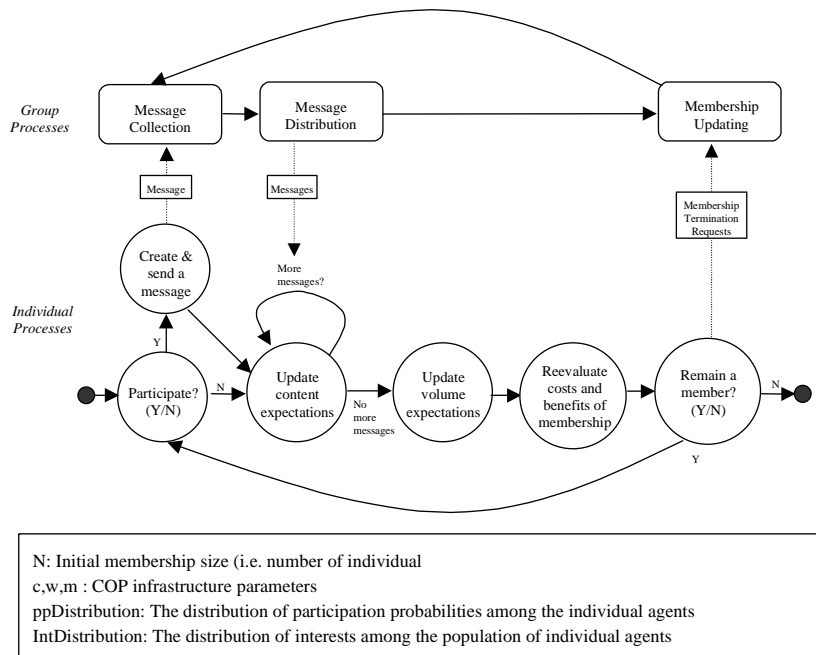 Group
Processes
Message
Collection
Message
Distribution
Membership
Updating
Message
Messages
Membership
Termination
Requests
Create &
send a
message
More
messages?
Individual
Processes
Y
Participate?
(Y/N)
N
Update
content
expectations
No
more
messages
Update
volume
expectations
Reevaluate
costs and
benefits of
membership
Remain a
member?
(Y/N)
N
Y
N: Initial membership size (i.e. number of individual
c,w,m : COP infrastructure parameters
ppDistribution: The distribution of participation probabilities among the individual agents
IntDistribution: The distribution of interests among the population of individual agents